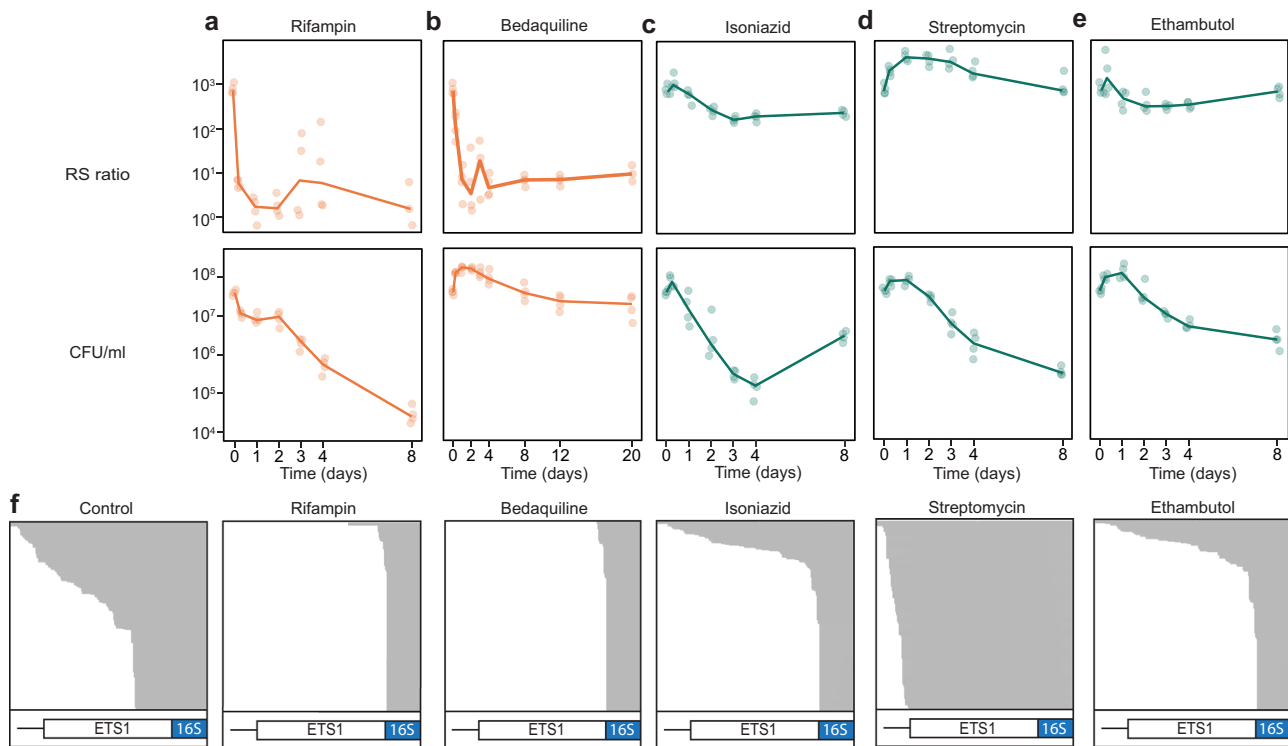 a b c d e
Rifampin Bedaquiline Isoniazid Streptomycin Ethambutol
RS ratio
10³
10²
10¹
10⁰
CFU/ml
10⁸
10⁷
10⁶
10⁵
10⁴
0 1 2 3 4 8 0 2 4 8 12 20 0 1 2 3 4 8 0 1 2 3 4 8 0 1 2 3 4 8
Time (days) Time (days) Time (days) Time (days) Time (days)
f
Control Rifampin Bedaquiline Isoniazid Streptomycin Ethambutol
ETS1 16S ETS1 16S ETS1 16S ETS1 16S ETS1 16S ETS1 16S